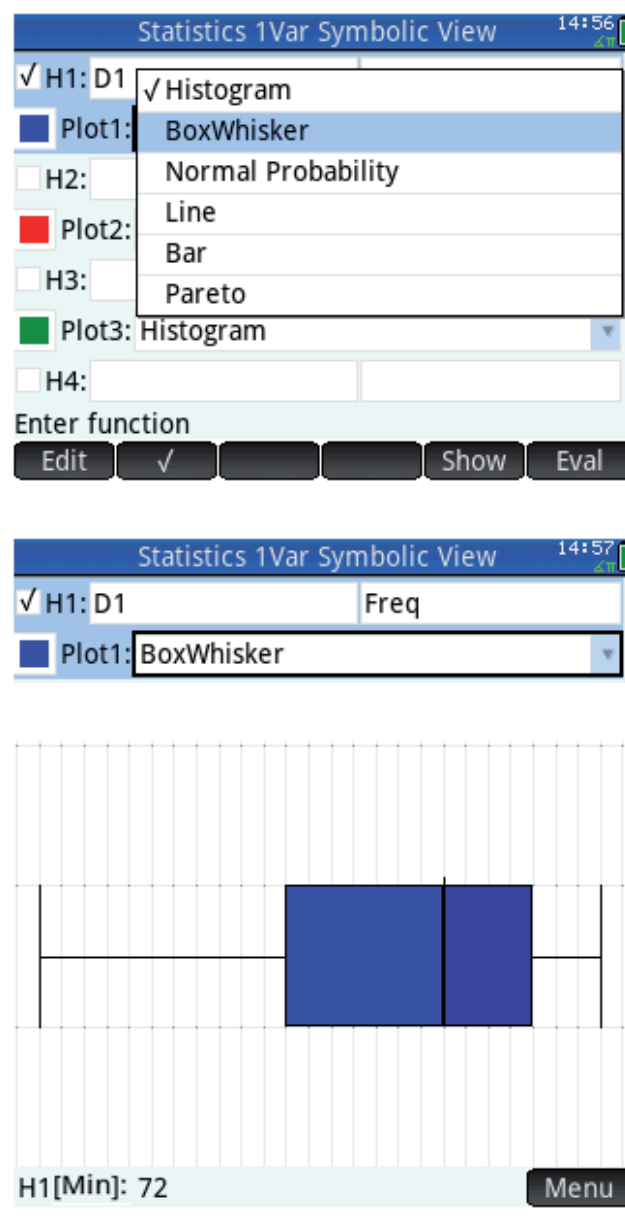 Statistics 1Var Symbolic View 14:56
∡π
√ H1: D1
√ Histogram
Plot1: BoxWhisker
H2: Normal Probability
Line
Plot2:
Bar
H3:
Pareto
Plot3: Histogram
H4:
Enter function
Edit √ Show Eval
Statistics 1Var Symbolic View 14:57
∡π
√ H1: D1 Freq
Plot1: BoxWhisker
H1[Min]: 72 Menu